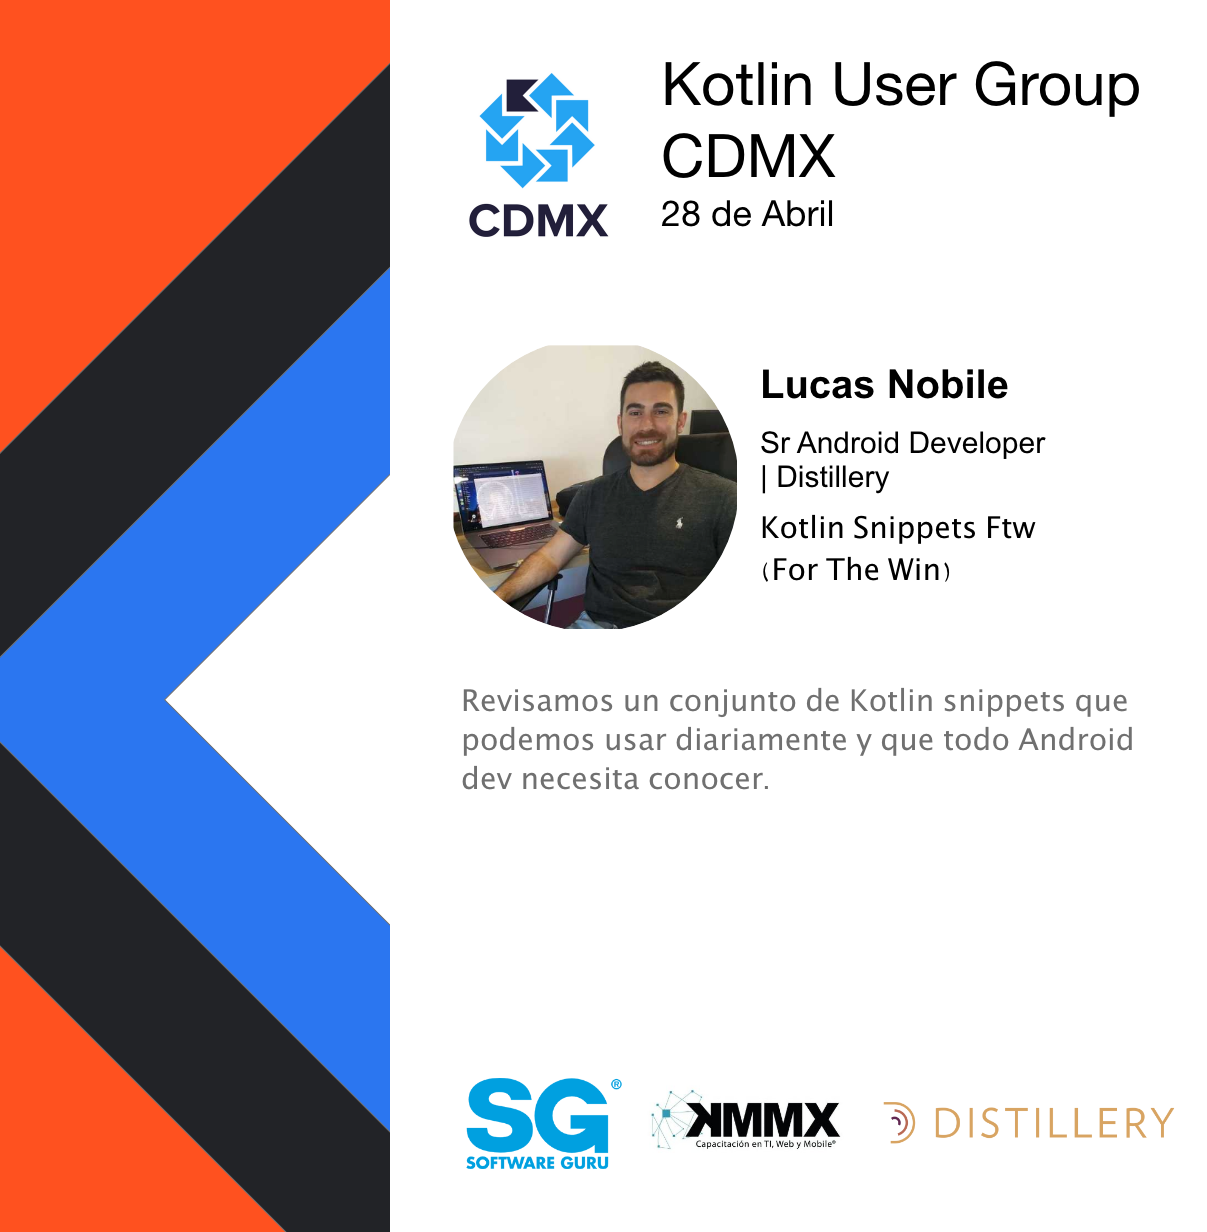 Kotlin User Group
CDMX
28 de Abril
CDMX
Lucas Nobile
Sr Android Developer
| Distillery
Kotlin Snippets Ftw
(For The Win)
Revisamos un conjunto de Kotlin snippets que
podemos usar diariamente y que todo Android
dev necesita conocer.
SG®
SOFTWARE GURU
KMMX
Capacitación en TI, Web y Mobile®
DISTILLERY